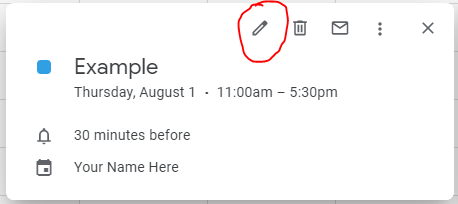 Example
Thursday, August 1 • 11:00am – 5:30pm
30 minutes before
Your Name Here